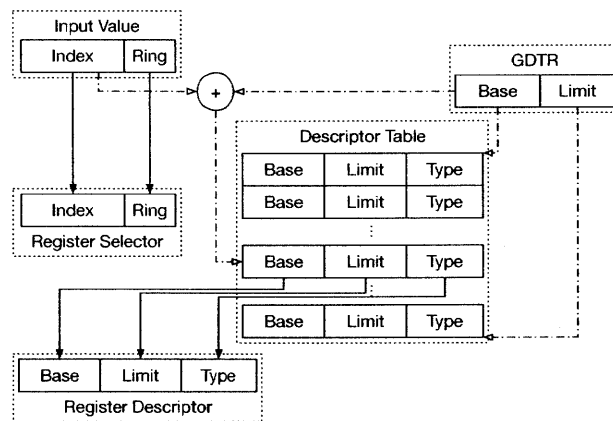 Input Value
Index Ring
GDTR
Base Limit
+
Descriptor Table
Base Limit Type
Base Limit Type
Index Ring
Register Selector
Base Limit Type
Base Limit Type
Base Limit Type
Register Descriptor